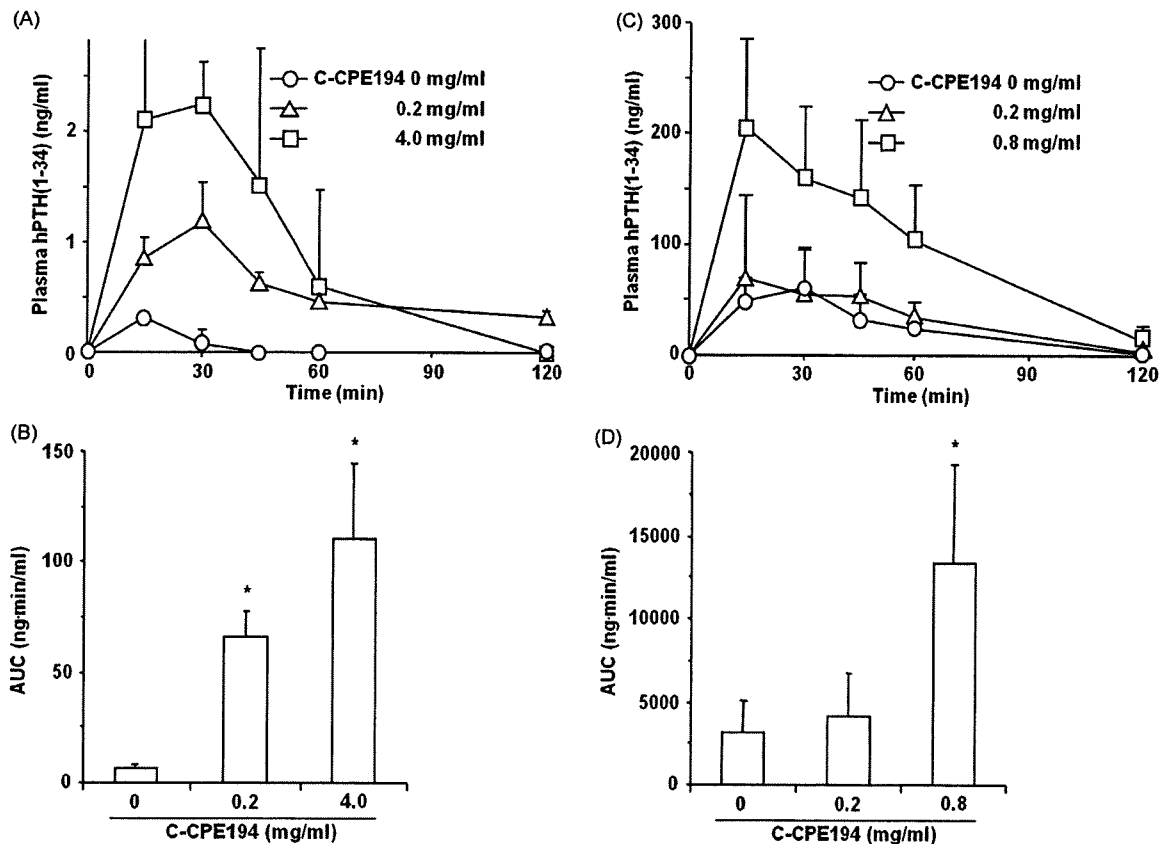 (A)
Plasma hPTH(1-34) (ng/ml)
2
1
0
C-CPE194 0 mg/ml
0.2 mg/ml
4.0 mg/ml
0 30 60 90 120
Time (min)
(C)
Plasma hPTH(1-34) (ng/ml)
300
200
100
0
C-CPE194 0 mg/ml
0.2 mg/ml
0.8 mg/ml
0 30 60 90 120
Time (min)
(B)
AUC (ng·min/ml)
150
100
50
0
*
*
0 0.2 4.0
C-CPE194 (mg/ml)
(D)
AUC (ng·min/ml)
20000
15000
10000
5000
0
*
0 0.2 0.8
C-CPE194 (mg/ml)